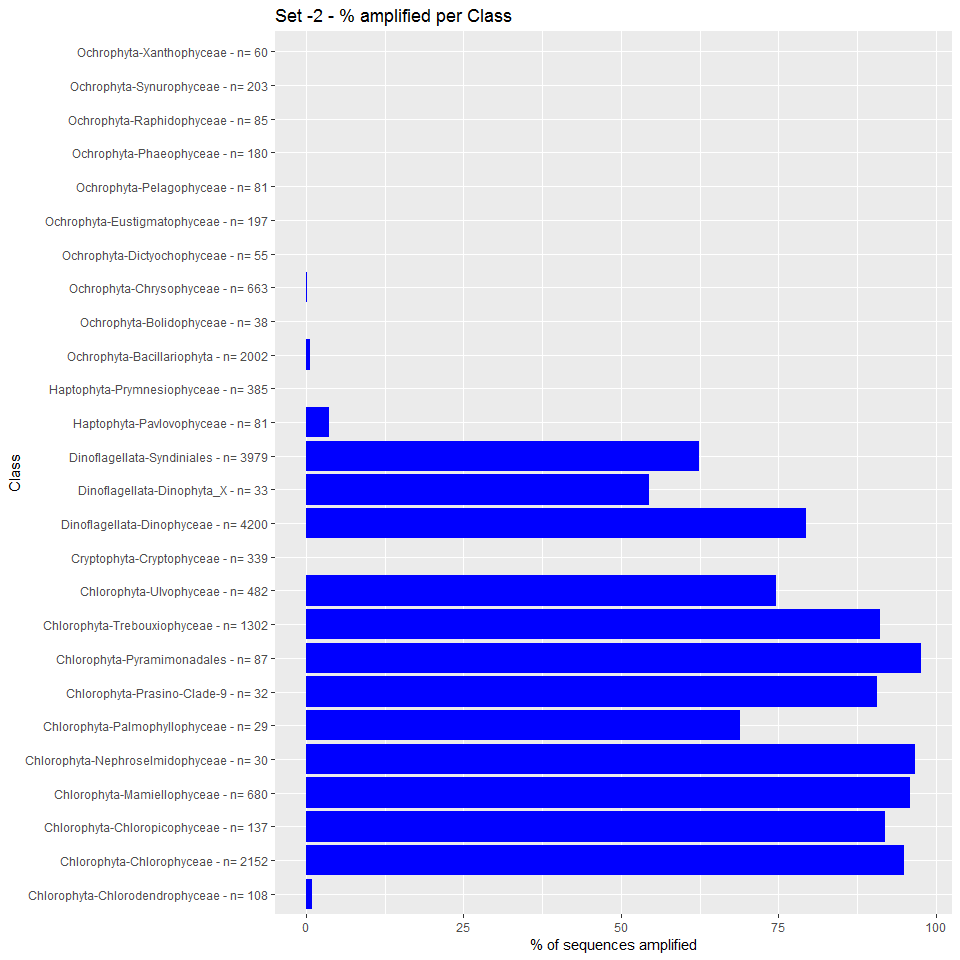 Set -2 - % amplified per Class
Ochrophyta-Xanthophyceae - n= 60
Ochrophyta-Synurophyceae - n= 203
Ochrophyta-Raphidophyceae - n= 85
Ochrophyta-Phaeophyceae - n= 180
Ochrophyta-Pelagophyceae - n= 81
Ochrophyta-Eustigmatophyceae - n= 197
Ochrophyta-Dictyochophyceae - n= 55
Ochrophyta-Chrysophyceae - n= 663
Ochrophyta-Bolidophyceae - n= 38
Ochrophyta-Bacillariophyta - n= 2002
Haptophyta-Prymnesiophyceae - n= 385
Haptophyta-Pavlovophyceae - n= 81
Dinoflagellata-Syndiniales - n= 3979
Dinoflagellata-Dinophyta_X - n= 33
Dinoflagellata-Dinophyceae - n= 4200
Cryptophyta-Cryptophyceae - n= 339
Chlorophyta-Ulvophyceae - n= 482
Chlorophyta-Trebouxiophyceae - n= 1302
Chlorophyta-Pyramimonadales - n= 87
Chlorophyta-Prasino-Clade-9 - n= 32
Chlorophyta-Palmophyllophyceae - n= 29
Chlorophyta-Nephroselmidophyceae - n= 30
Chlorophyta-Mamiellophyceae - n= 680
Chlorophyta-Chloropicophyceae - n= 137
Chlorophyta-Chlorophyceae - n= 2152
Chlorophyta-Chlorodendrophyceae - n= 108
Class
0 25 50 75 100
% of sequences amplified